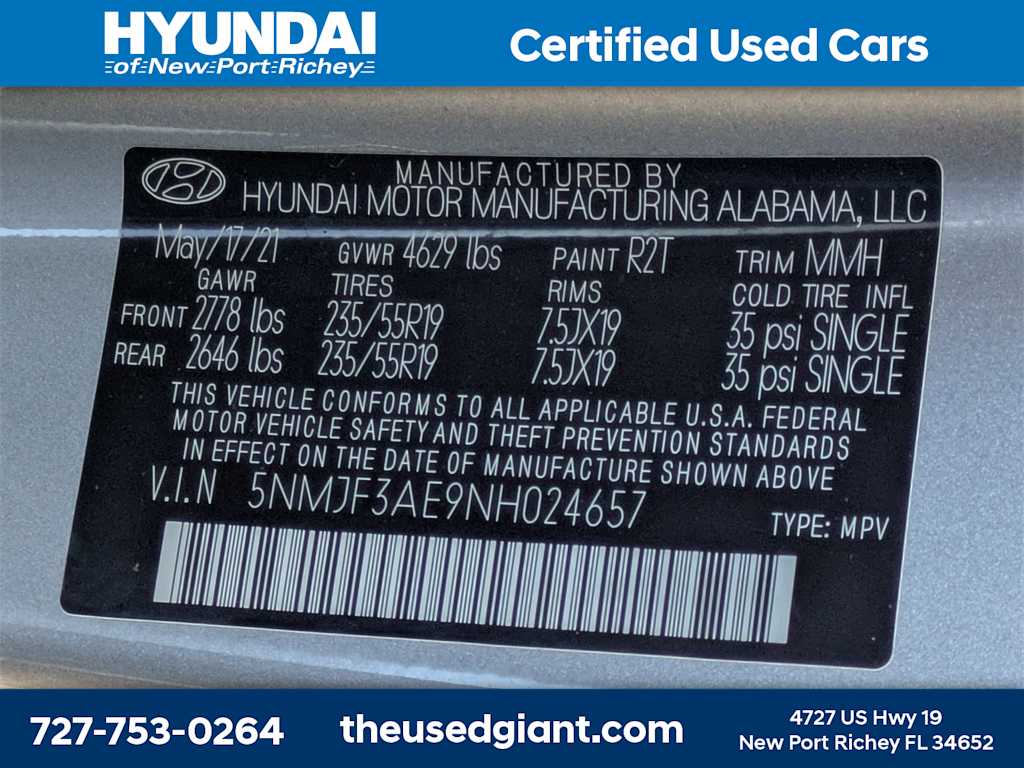 HYUNDAI
of New Port Richey
Certified Used Cars
MANUFACTURED BY
HYUNDAI MOTOR MANUFACTURING ALABAMA, LLC
May/17/21 GVWR 4629 lbs PAINT R2T TRIM MMH
GAWR TIRES RIMS COLD TIRE INFL
FRONT 2778 lbs 235/55R19 7.5JX19 35 psi SINGLE
REAR 2646 lbs 235/55R19 7.5JX19 35 psi SINGLE
THIS VEHICLE CONFORMS TO ALL APPLICABLE U.S.A. FEDERAL
MOTOR VEHICLE SAFETY AND THEFT PREVENTION STANDARDS
IN EFFECT ON THE DATE OF MANUFACTURE SHOWN ABOVE
V.I.N 5NMJF3AE9NH024657
TYPE: MPV
727-753-0264
theusedgiant.com
4727 US Hwy 19
New Port Richey FL 34652